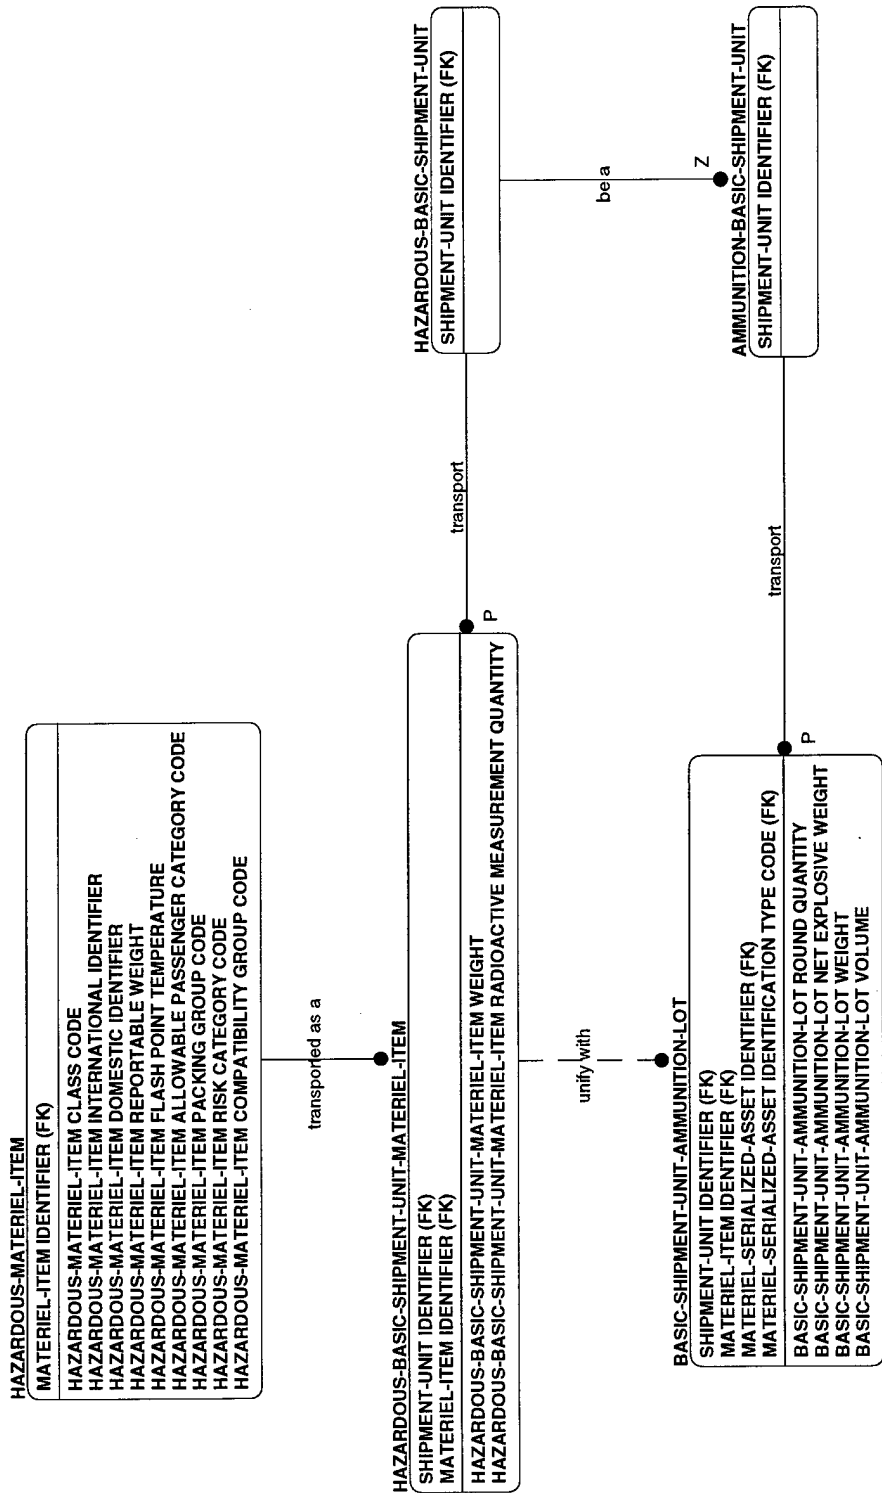 HAZARDOUS-MATERIEL-ITEM
MATERIEL-ITEM IDENTIFIER (FK)
HAZARDOUS-MATERIEL-ITEM CLASS CODE
HAZARDOUS-MATERIEL-ITEM INTERNATIONAL IDENTIFIER
HAZARDOUS-MATERIEL-ITEM DOMESTIC IDENTIFIER
HAZARDOUS-MATERIEL-ITEM REPORTABLE WEIGHT
HAZARDOUS-MATERIEL-ITEM FLASH POINT TEMPERATURE
HAZARDOUS-MATERIEL-ITEM ALLOWABLE PASSENGER CATEGORY CODE
HAZARDOUS-MATERIEL-ITEM PACKING GROUP CODE
HAZARDOUS-MATERIEL-ITEM RISK CATEGORY CODE
HAZARDOUS-MATERIEL-ITEM COMPATIBILITY GROUP CODE
transported as a
HAZARDOUS-BASIC-SHIPMENT-UNIT-MATERIEL-ITEM
SHIPMENT-UNIT IDENTIFIER (FK)
MATERIEL-ITEM IDENTIFIER (FK)
HAZARDOUS-BASIC-SHIPMENT-UNIT-MATERIEL-ITEM WEIGHT
HAZARDOUS-BASIC-SHIPMENT-UNIT-MATERIEL-ITEM RADIOACTIVE MEASUREMENT QUANTITY
P
transport
HAZARDOUS-BASIC-SHIPMENT-UNIT
SHIPMENT-UNIT IDENTIFIER (FK)
unify with
be a
Z
BASIC-SHIPMENT-UNIT-AMMUNITION-LOT
SHIPMENT-UNIT IDENTIFIER (FK)
MATERIEL-ITEM IDENTIFIER (FK)
MATERIEL-SERIALIZED-ASSET IDENTIFIER (FK)
MATERIEL-SERIALIZED-ASSET IDENTIFICATION TYPE CODE (FK)
BASIC-SHIPMENT-UNIT-AMMUNITION-LOT ROUND QUANTITY
BASIC-SHIPMENT-UNIT-AMMUNITION-LOT NET EXPLOSIVE WEIGHT
BASIC-SHIPMENT-UNIT-AMMUNITION-LOT WEIGHT
BASIC-SHIPMENT-UNIT-AMMUNITION-LOT VOLUME
P
transport
AMMUNITION-BASIC-SHIPMENT-UNIT
SHIPMENT-UNIT IDENTIFIER (FK)